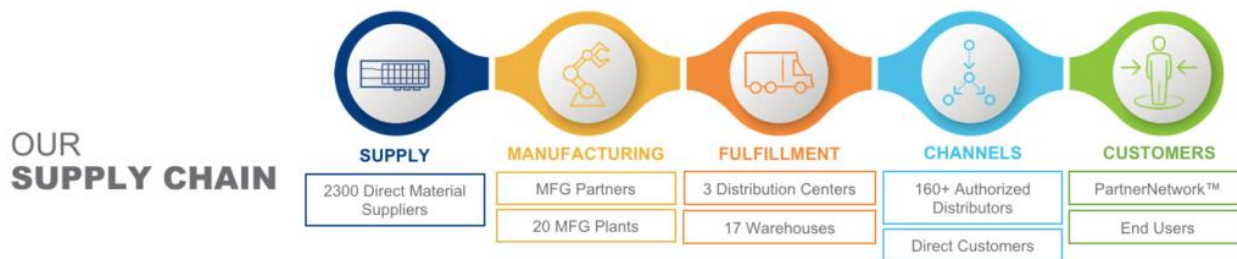 OUR
SUPPLY CHAIN
SUPPLY
2300 Direct Material
Suppliers
MANUFACTURING
MFG Partners
20 MFG Plants
FULFILLMENT
3 Distribution Centers
17 Warehouses
CHANNELS
160+ Authorized
Distributors
Direct Customers
CUSTOMERS
PartnerNetwork™
End Users